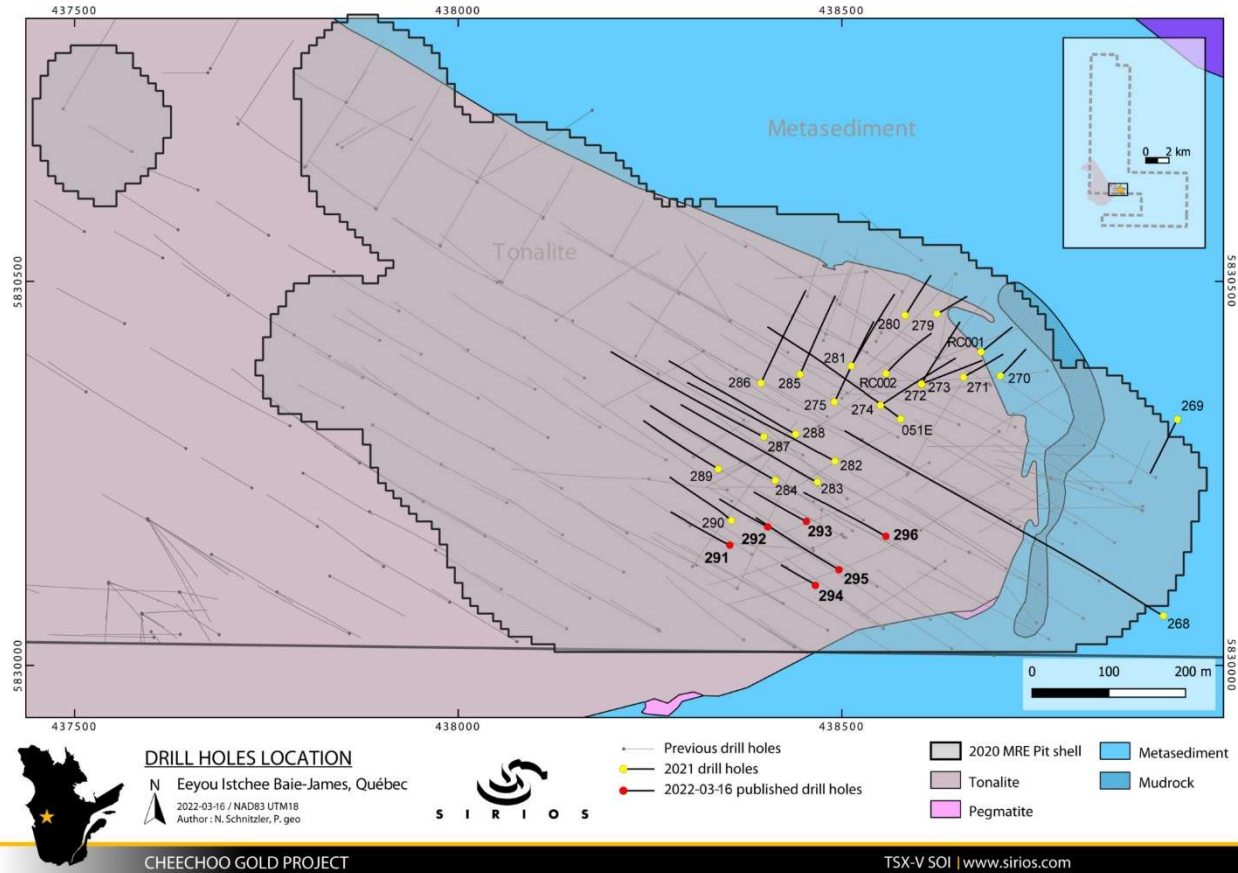 437500
438000
438500
Metasediment
0 2 km
Tonalite
5830500
5830500
280
279
RC001
281
286
285
RC002
272
273
271
270
275
274
051E
269
288
287
282
289
284
283
290
292
293
296
291
295
294
268
5830000
5830000
0 100 200 m
437500
438000
438500
DRILL HOLES LOCATION
N
Eeyou Istchee Baie-James, Québec
2022-03-16 / NAD83 UTM18
Author : N. Schnitzler, P. geo
SIRIOS
Previous drill holes
2021 drill holes
2022-03-16 published drill holes
2020 MRE Pit shell
Metasediment
Tonalite
Mudrock
Pegmatite
CHEECHOO GOLD PROJECT
TSX-V SOI | www.sirios.com